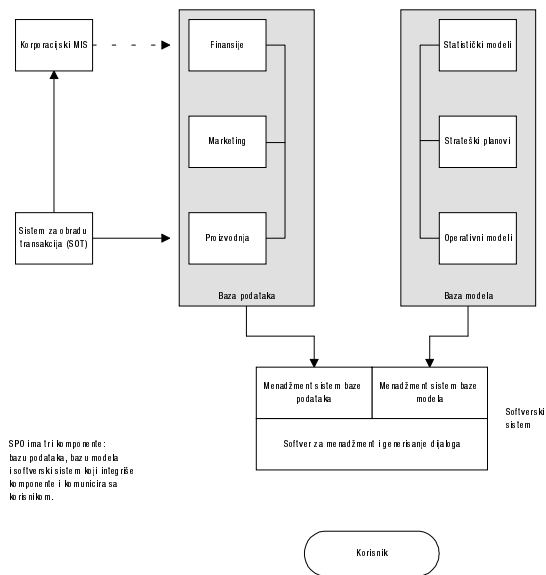 Korporacijski MIS
Finansije
Statistički modeli
Marketing
Strateški planovi
Sistem za obradu
transakcija (SOT)
Proizvodnja
Operativni modeli
Baza podataka
Baza modela
Menadžment sistem baze
podataka
Menadžment sistem baze
modela
Softverski
sistem
Softver za menadžment i generisanje dijaloga
SPO ima tri komponente:
bazu podataka, bazu modela
i softverski sistem koji integriše
komponente i komunicira sa
korisnikom.
Korisnik